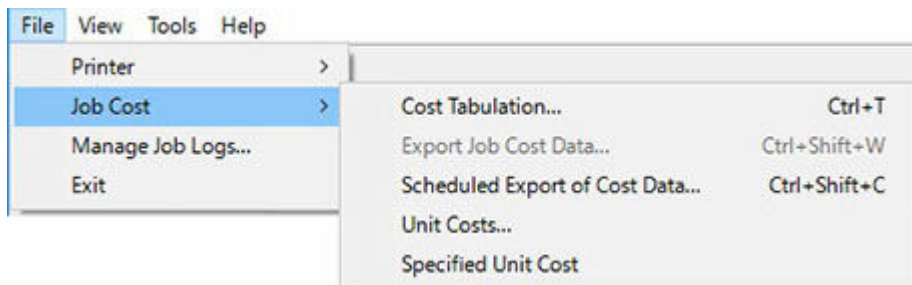 File View Tools Help
Printer >
Job Cost >
Manage Job Logs...
Exit
Cost Tabulation... Ctrl+T
Export Job Cost Data... Ctrl+Shift+W
Scheduled Export of Cost Data... Ctrl+Shift+C
Unit Costs...
Specified Unit Cost